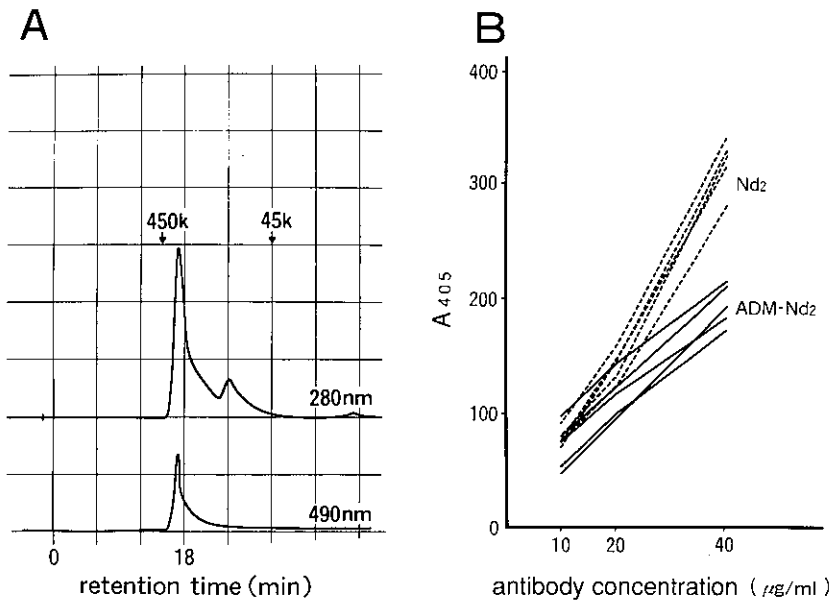 A
450k
45k
280nm
490nm
0
18
retention time (min)
B
400
300
200
100
0
A405
Nd2
ADM-Nd2
10
20
40
antibody concentration (μg/ml)